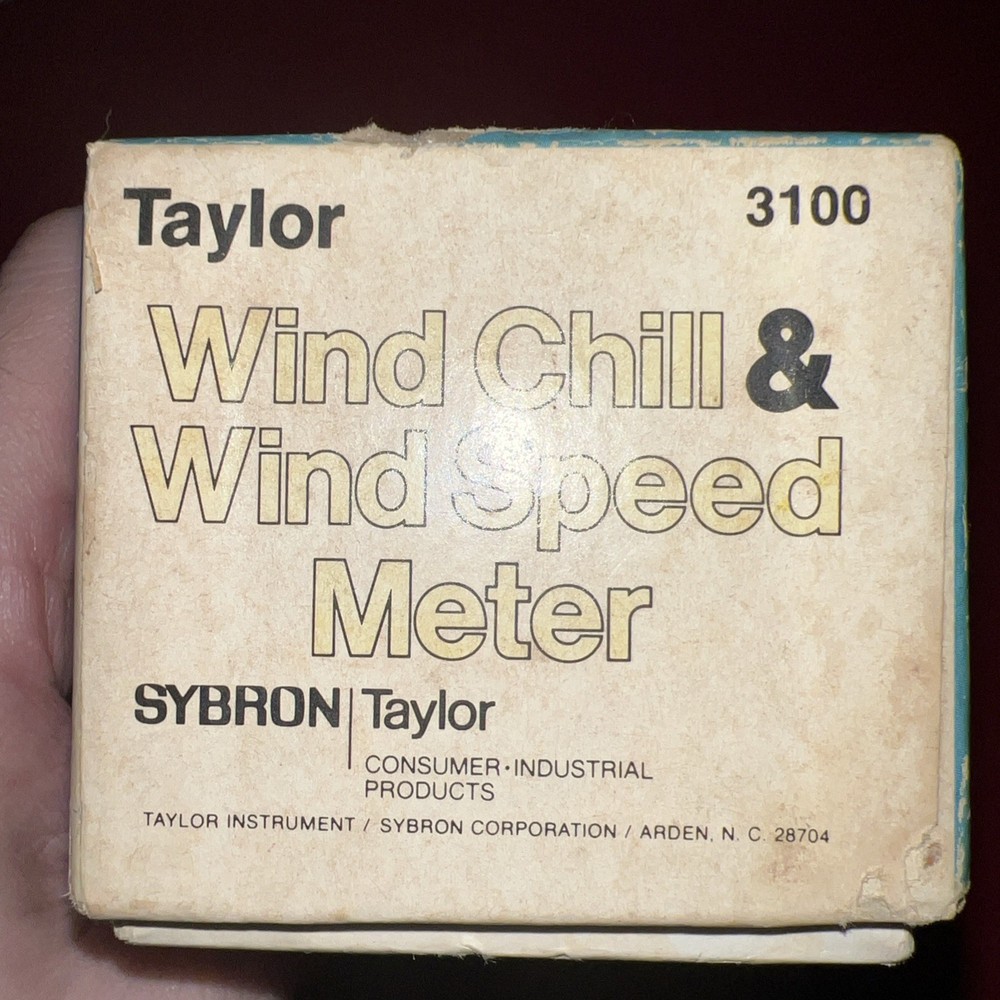 Taylor 3100
Wind Chill &
Wind Speed
Meter
SYBRON | Taylor
CONSUMER·INDUSTRIAL
PRODUCTS
TAYLOR INSTRUMENT / SYBRON CORPORATION / ARDEN, N. C. 28704